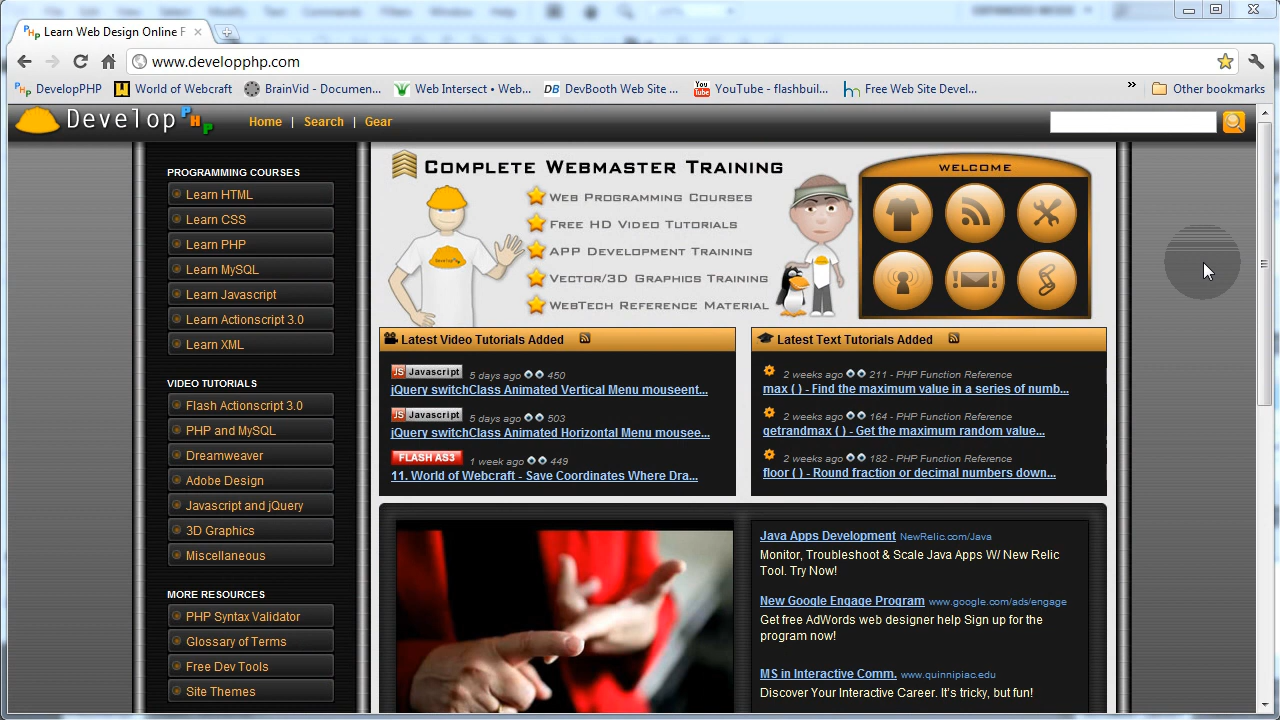 Learn Web Design Online F
www.developphp.com
DevelopPHP
World of Webcraft
BrainVid - Documen...
Web Intersect • Web...
DB DevBooth Web Site ...
You Tube YouTube - flashbui...
Free Web Site Devel...
»
Other bookmarks
Develop PHP
Home | Search | Gear
PROGRAMMING COURSES
Learn HTML
Learn CSS
Learn PHP
Learn MySQL
Learn Javascript
Learn Actionscript 3.0
Learn XML
VIDEO TUTORIALS
Flash Actionscript 3.0
PHP and MySQL
Dreamweaver
Adobe Design
Javascript and jQuery
3D Graphics
Miscellaneous
MORE RESOURCES
PHP Syntax Validator
Glossary of Terms
Free Dev Tools
Site Themes
Complete Webmaster Training
Web Programming Courses
Free HD Video Tutorials
APP Development Training
Vector/3D Graphics Training
WebTech Reference Material
WELCOME
Latest Video Tutorials Added
JS Javascript 5 days ago 450
jQuery switchClass Animated Vertical Menu mouseent...
JS Javascript 5 days ago 503
jQuery switchClass Animated Horizontal Menu mousee...
FLASH AS3 1 week ago 449
11. World of Webcraft - Save Coordinates Where Dra...
Latest Text Tutorials Added
2 weeks ago 211 - PHP Function Reference
max ( ) - Find the maximum value in a series of numb...
2 weeks ago 164 - PHP Function Reference
getrandmax ( ) - Get the maximum random value...
2 weeks ago 182 - PHP Function Reference
floor ( ) - Round fraction or decimal numbers down...
Java AppsDevelopment NewRelic.com/Java
Monitor, Troubleshoot & Scale Java Apps W/ New Relic
Tool. Try Now!
New Google Engage Program www.google.com/ads/engage
Get free AdWords won designer help Sign up for the
program now!
MS in Interactive Comm. www.quinnipiac.edu
Discover your Interactive Career. It's tricky, but fun!